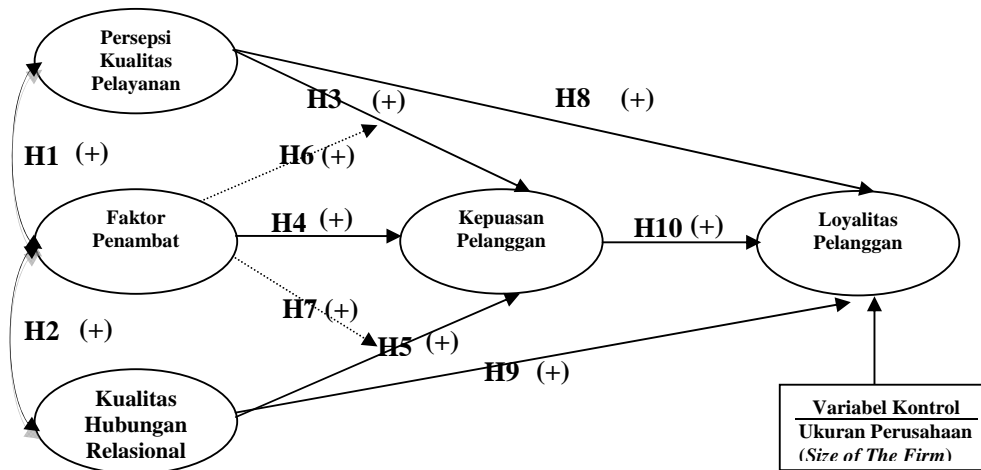 Persepsi
Kualitas
Pelayanan
H3 (+)
H8 (+)
H1 (+)
H6 (+)
Faktor
Penambat
H4 (+)
Kepuasan
Pelanggan
H10 (+)
Loyalitas
Pelanggan
H7 (+)
H2 (+)
H5 (+)
H9 (+)
Kualitas
Hubungan
Relasional
Variabel Kontrol
Ukuran Perusahaan
(Size of The Firm)